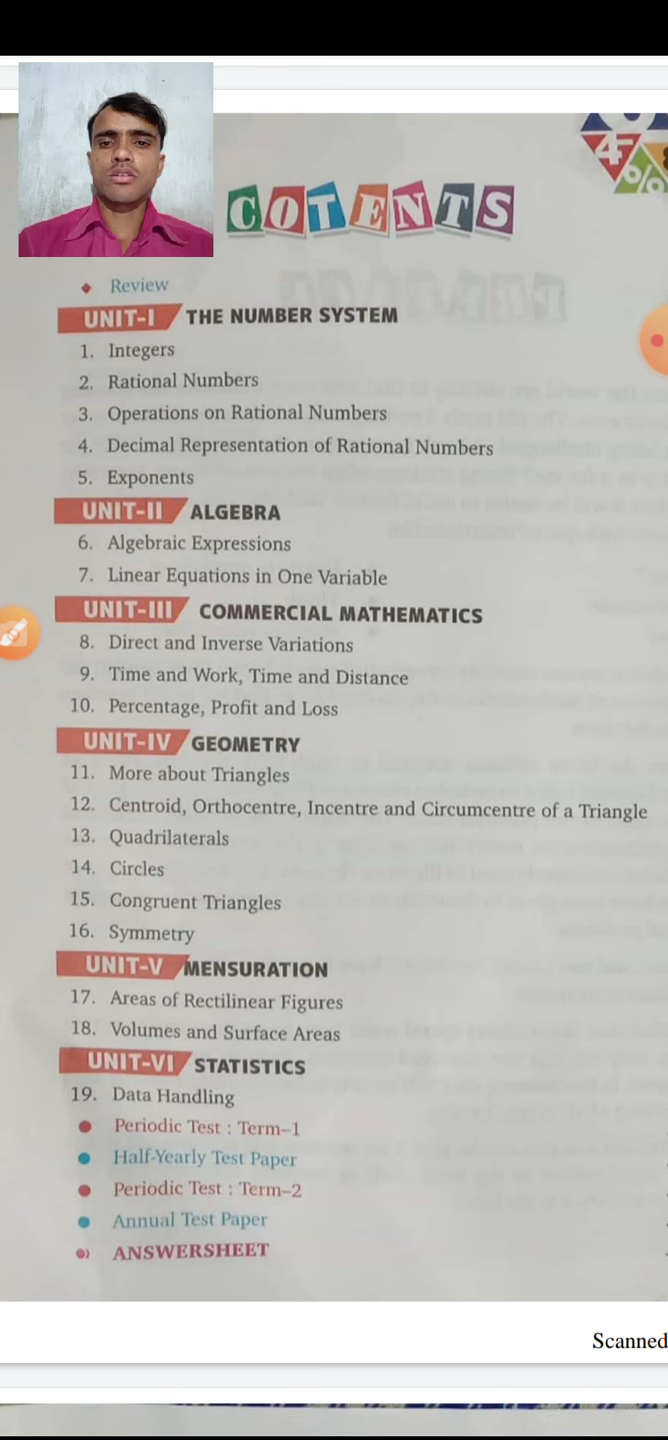 4
%
COTENTS
Review
UNIT-I THE NUMBER SYSTEM
1. Integers
2. Rational Numbers
3. Operations on Rational Numbers
4. Decimal Representation of Rational Numbers
5. Exponents
UNIT-II ALGEBRA
6. Algebraic Expressions
7. Linear Equations in One Variable
UNIT-III COMMERCIAL MATHEMATICS
8. Direct and Inverse Variations
9. Time and Work, Time and Distance
10. Percentage, Profit and Loss
UNIT-IV GEOMETRY
11. More about Triangles
12. Centroid, Orthocentre, Incentre and Circumcentre of a Triangle
13. Quadrilaterals
14. Circles
15. Congruent Triangles
16. Symmetry
UNIT-V MENSURATION
17. Areas of Rectilinear Figures
18. Volumes and Surface Areas
UNIT-VI STATISTICS
19. Data Handling
Periodic Test : Term–1
Half-Yearly Test Paper
Periodic Test : Term–2
Annual Test Paper
ANSWERSHEET
Scanned